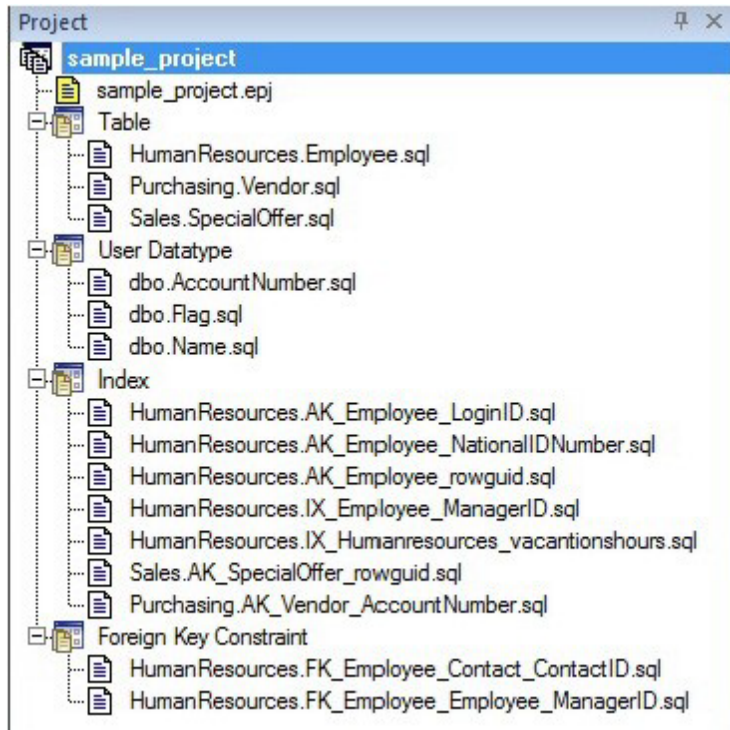 Project
sample_project
sample_project.epj
Table
HumanResources.Employee.sql
Purchasing.Vendor.sql
Sales.SpecialOffer.sql
User Datatype
dbo.AccountNumber.sql
dbo.Flag.sql
dbo.Name.sql
Index
HumanResources.AK_Employee_LoginID.sql
HumanResources.AK_Employee_NationalIDNumber.sql
HumanResources.AK_Employee_rowguid.sql
HumanResources.IX_Employee_ManagerID.sql
HumanResources.IX_Humanresources_vacantionshours.sql
Sales.AK_SpecialOffer_rowguid.sql
Purchasing.AK_Vendor_AccountNumber.sql
Foreign Key Constraint
HumanResources.FK_Employee_Contact_ContactID.sql
HumanResources.FK_Employee_Employee_ManagerID.sql